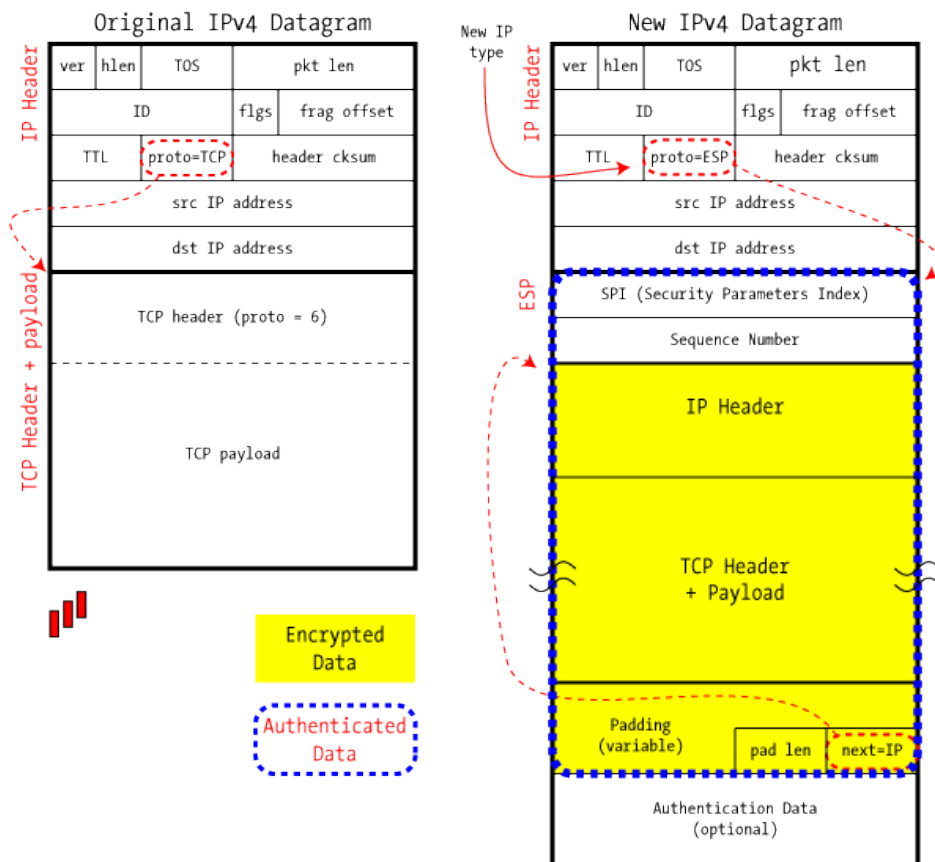 Original IPv4 Datagram
IP Header
ver
hlen
TOS
pkt len
ID
flgs
frag offset
TTL
proto=TCP
header cksum
src IP address
dst IP address
TCP Header + payload
TCP header (proto = 6)
TCP payload
Encrypted
Data
Authenticated
Data
New IP
type
New IPv4 Datagram
IP Header
ver
hlen
TOS
pkt len
ID
flgs
frag offset
TTL
proto=ESP
header cksum
src IP address
dst IP address
ESP
SPI (Security Parameters Index)
Sequence Number
IP Header
TCP Header
+ Payload
Padding
(variable)
pad len
next=IP
Authentication Data
(optional)